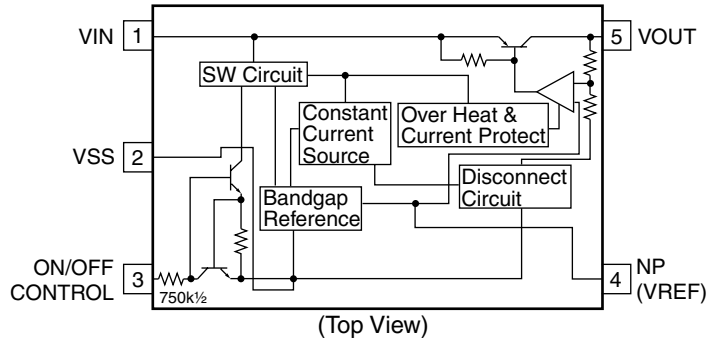 VIN 1
5 VOUT
SW Circuit
Constant
Current
Source
Over Heat &
Current Protect
VSS 2
Disconnect
Circuit
Bandgap
Reference
ON/OFF
CONTROL
3
750k½
4
NP
(VREF)
(Top View)